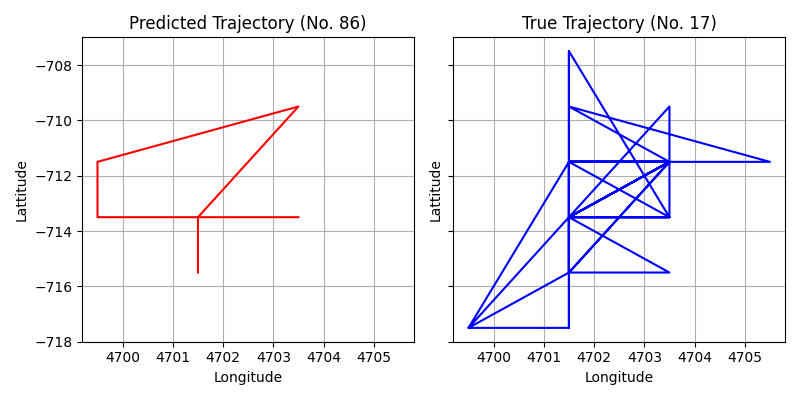 Predicted Trajectory (No. 86)
True Trajectory (No. 17)
−708
−710
−712
−714
−716
−718
Lattitude
Lattitude
4700 4701 4702 4703 4704 4705
4700 4701 4702 4703 4704 4705
Longitude
Longitude